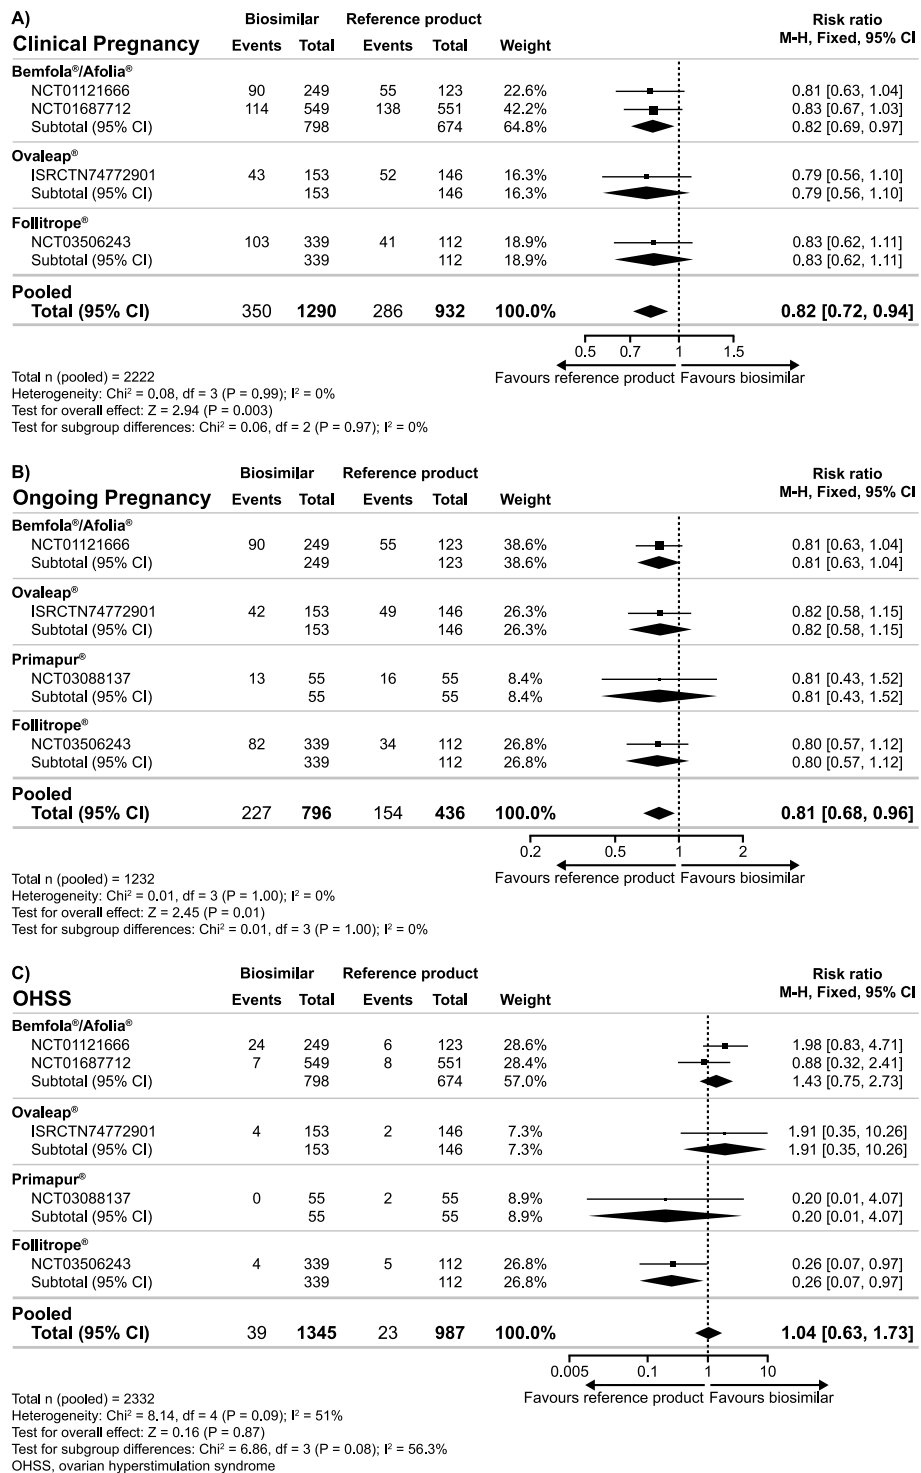 A)
Biosimilar Reference product Risk ratio
Clinical Pregnancy Events Total Events Total Weight M-H, Fixed, 95% CI
Bemfola®/Afolia®
NCT01121666 90 249 55 123 22.6% 0.81 [0.63, 1.04]
NCT01687712 114 549 138 551 42.2% 0.83 [0.67, 1.03]
Subtotal (95% CI) 798 674 64.8% 0.82 [0.69, 0.97]
Ovaleap®
ISRCTN74772901 43 153 52 146 16.3% 0.79 [0.56, 1.10]
Subtotal (95% CI) 153 146 16.3% 0.79 [0.56, 1.10]
Follitrope®
NCT03506243 103 339 41 112 18.9% 0.83 [0.62, 1.11]
Subtotal (95% CI) 339 112 18.9% 0.83 [0.62, 1.11]
Pooled
Total (95% CI) 350 1290 286 932 100.0% 0.82 [0.72, 0.94]
0.5 0.7 1 1.5
Favours reference product Favours biosimilar
Total n (pooled) = 2222
Heterogeneity: Chi² = 0.08, df = 3 (P = 0.99); I² = 0%
Test for overall effect: Z = 2.94 (P = 0.003)
Test for subgroup differences: Chi² = 0.06, df = 2 (P = 0.97); I² = 0%
B)
Biosimilar Reference product Risk ratio
Ongoing Pregnancy Events Total Events Total Weight M-H, Fixed, 95% CI
Bemfola®/Afolia®
NCT01121666 90 249 55 123 38.6% 0.81 [0.63, 1.04]
Subtotal (95% CI) 249 123 38.6% 0.81 [0.63, 1.04]
Ovaleap®
ISRCTN74772901 42 153 49 146 26.3% 0.82 [0.58, 1.15]
Subtotal (95% CI) 153 146 26.3% 0.82 [0.58, 1.15]
Primapur®
NCT03088137 13 55 16 55 8.4% 0.81 [0.43, 1.52]
Subtotal (95% CI) 55 55 8.4% 0.81 [0.43, 1.52]
Follitrope®
NCT03506243 82 339 34 112 26.8% 0.80 [0.57, 1.12]
Subtotal (95% CI) 339 112 26.8% 0.80 [0.57, 1.12]
Pooled
Total (95% CI) 227 796 154 436 100.0% 0.81 [0.68, 0.96]
0.2 0.5 1 2
Favours reference product Favours biosimilar
Total n (pooled) = 1232
Heterogeneity: Chi² = 0.01, df = 3 (P = 1.00); I² = 0%
Test for overall effect: Z = 2.45 (P = 0.01)
Test for subgroup differences: Chi² = 0.01, df = 3 (P = 1.00); I² = 0%
C)
Biosimilar Reference product Risk ratio
OHSS Events Total Events Total Weight M-H, Fixed, 95% CI
Bemfola®/Afolia®
NCT01121666 24 249 6 123 28.6% 1.98 [0.83, 4.71]
NCT01687712 7 549 8 551 28.4% 0.88 [0.32, 2.41]
Subtotal (95% CI) 798 674 57.0% 1.43 [0.75, 2.73]
Ovaleap®
ISRCTN74772901 4 153 2 146 7.3% 1.91 [0.35, 10.26]
Subtotal (95% CI) 153 146 7.3% 1.91 [0.35, 10.26]
Primapur®
NCT03088137 0 55 2 55 8.9% 0.20 [0.01, 4.07]
Subtotal (95% CI) 55 55 8.9% 0.20 [0.01, 4.07]
Follitrope®
NCT03506243 4 339 5 112 26.8% 0.26 [0.07, 0.97]
Subtotal (95% CI) 339 112 26.8% 0.26 [0.07, 0.97]
Pooled
Total (95% CI) 39 1345 23 987 100.0% 1.04 [0.63, 1.73]
0.005 0.1 1 10
Favours reference product Favours biosimilar
Total n (pooled) = 2332
Heterogeneity: Chi² = 8.14, df = 4 (P = 0.09); I² = 51%
Test for overall effect: Z = 0.16 (P = 0.87)
Test for subgroup differences: Chi² = 6.86, df = 3 (P = 0.08); I² = 56.3%
OHSS, ovarian hyperstimulation syndrome